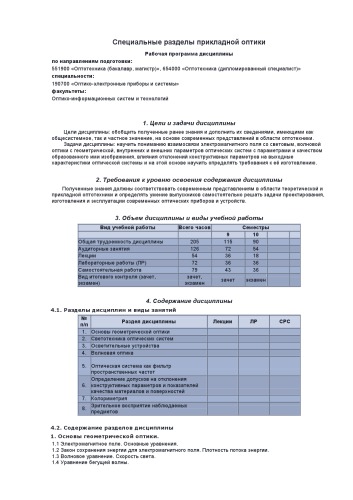 Специальные разделы прикладной оптики
Рабочая программа дисциплины
по направлениям подготовки:
551900 «Оптотехника (бакалавр, магистр)», 654000 «Оптотехника (дипломированный специалист)»
специальности:
190700 «Оптико-электронные приборы и системы»
факультеты:
Оптико-информационных систем и технологий
1. Цели и задачи дисциплины
Цели дисциплины: обобщить полученные ранее знания и дополнить их сведениями, имеющими как
общесистемное, так и частное значение, на основе современных представлений в области оптотехники.
Задачи дисциплины: научить пониманию взаимосвязи электромагнитного поля со световым, волновой
оптики с геометрической, внутренних и внешних параметров оптических систем с параметрами и качеством
образованного ими изображения, влияния отклонений конструктивных параметров на выходные
характеристики оптической системы и на этой основе научить определять требования к её изготовлению.
2. Требования к уровню освоения содержания дисциплины
Полученные знания должны соответствовать современным представлениям в области теоретической и
прикладной оптотехники и определять умение выпускников самостоятельно решать задачи проектирования,
изготовления и эксплуатации современных оптических приборов и устройств.
3. Объем дисциплины и виды учебной работы
Вид учебной работы Всего часов Семестры
9 10
Общая трудоемкость дисциплины 205 115 90
Аудиторные занятия 126 72 54
Лекции 54 36 18
Лабораторные работы (ЛР) 72 36 36
Самостоятельная работа 79 43 36
Вид итогового контроля (зачет, экзамен) зачет, экзамен зачет экзамен
4. Содержание дисциплины
4.1. Разделы дисциплин и виды занятий
№ п/п Раздел дисциплины Лекции ЛР СРС
1. Основы геометрической оптики
2. Светотехника оптических систем
3. Осветительные устройства
4. Волновая оптика
5. Оптическая система как фильтр
пространственных частот
6. Определение допусков на отклонение
конструктивных параметров и показателей
качества материалов и поверхностей
7. Колориметрия
8. Зрительное восприятие наблюдаемых
предметов
4.2. Содержание разделов дисциплины
1. Основы геометрической оптики.
1.1 Электромагнитное поле. Основные уравнения.
1.2 Закон сохранения энергии для электромагнитного поля. Плотность потока энергии.
1.3 Волновое уравнение. Скорость света.
1.4 Уравнение бегущей волны.